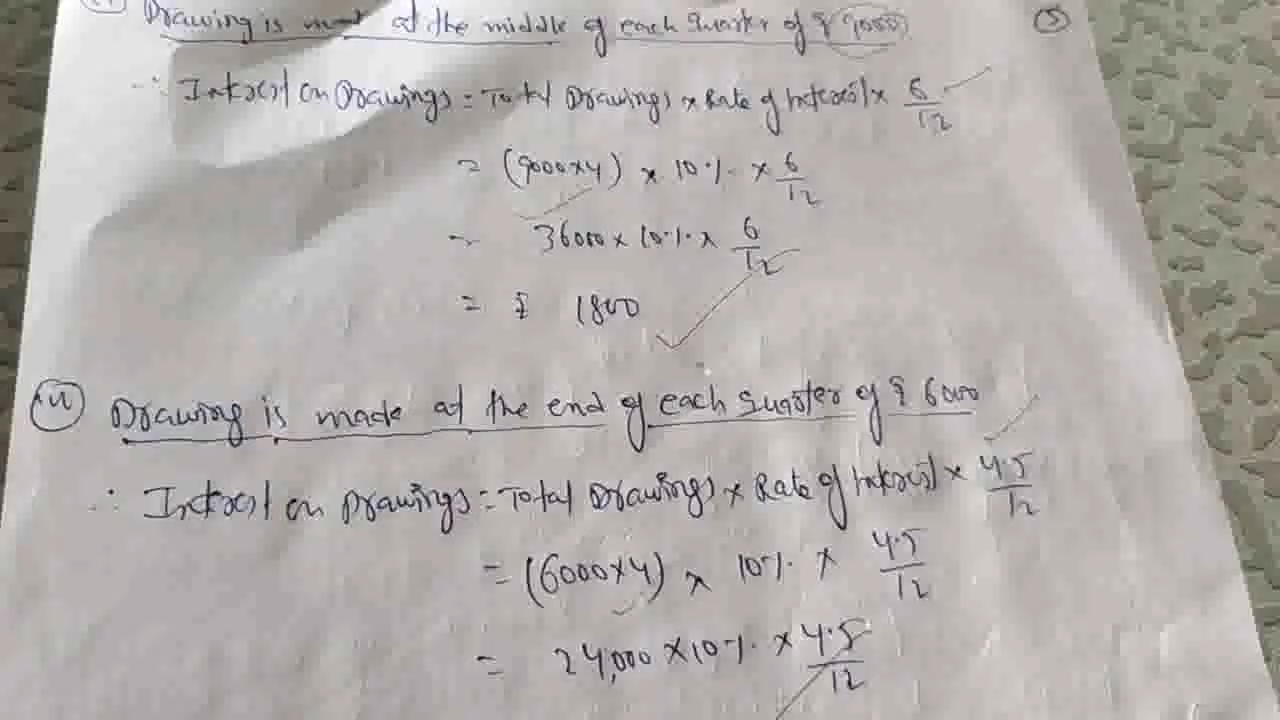 Drawing is made at the middle of each Quarter of ₹ 9000 (5)
∴ Interest on Drawings = Total Drawings × Rate of Interest × 6/12
= (9000×4) × 10% × 6/12
= 36000 × 10% × 6/12
= ₹ 1800
Drawing is made at the end of each Quarter of ₹ 6000
∴ Interest on Drawings = Total Drawings × Rate of Interest × 4.5/12
= (6000×4) × 10% × 4.5/12
= 24,000 × 10% × 4.5/12